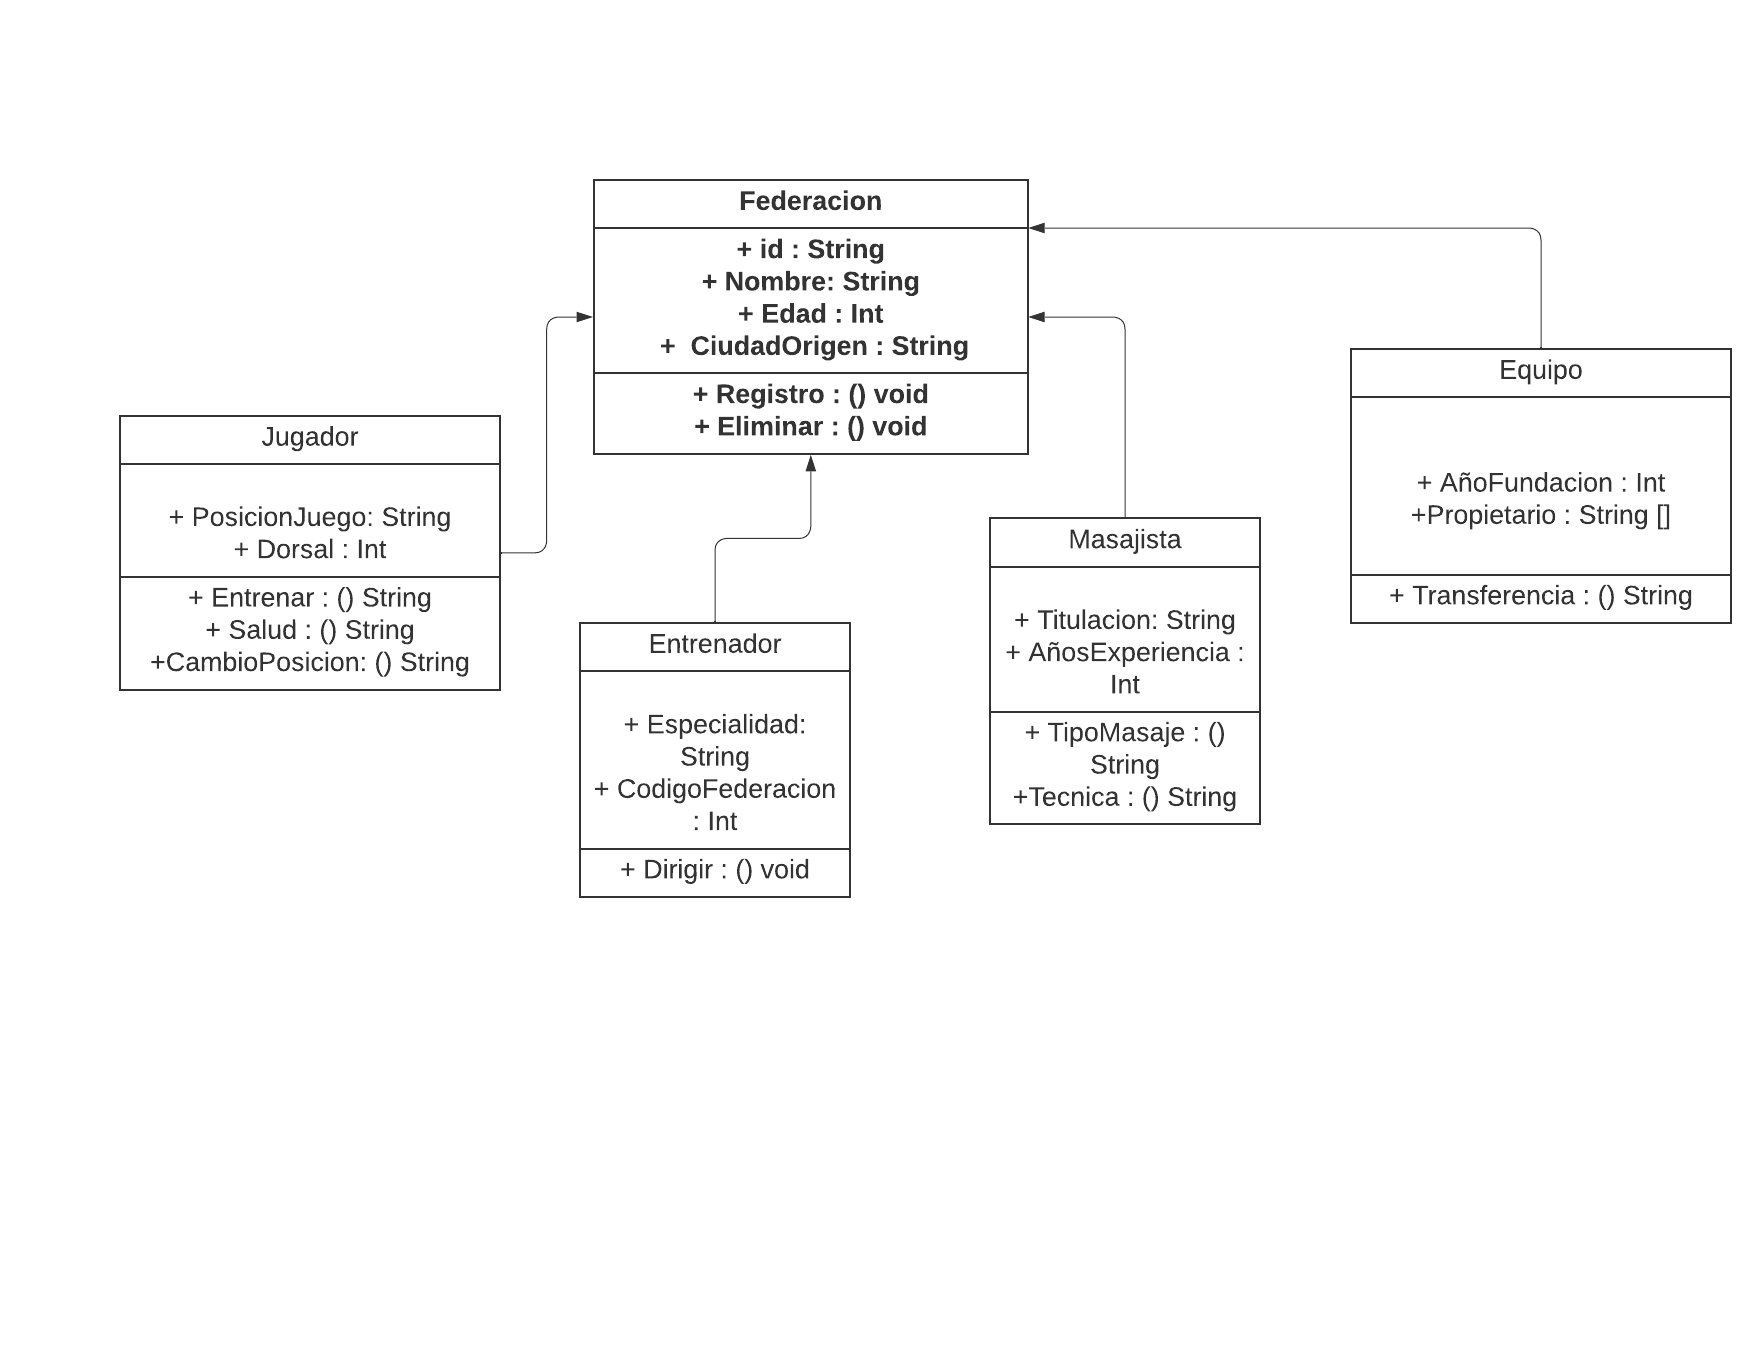 Federacion
+ id : String
+ Nombre: String
+ Edad : Int
+  CiudadOrigen : String
+ Registro : () void
+ Eliminar : () void
Jugador
+ PosicionJuego: String
+ Dorsal : Int
+ Entrenar : () String
+ Salud : () String
+CambioPosicion: () String
Entrenador
+ Especialidad:
String
+ CodigoFederacion
: Int
+ Dirigir : () void
Masajista
+ Titulacion: String
+ AñosExperiencia :
Int
+ TipoMasaje : ()
String
+Tecnica : () String
Equipo
+ AñoFundacion : Int
+Propietario : String []
+ Transferencia : () String